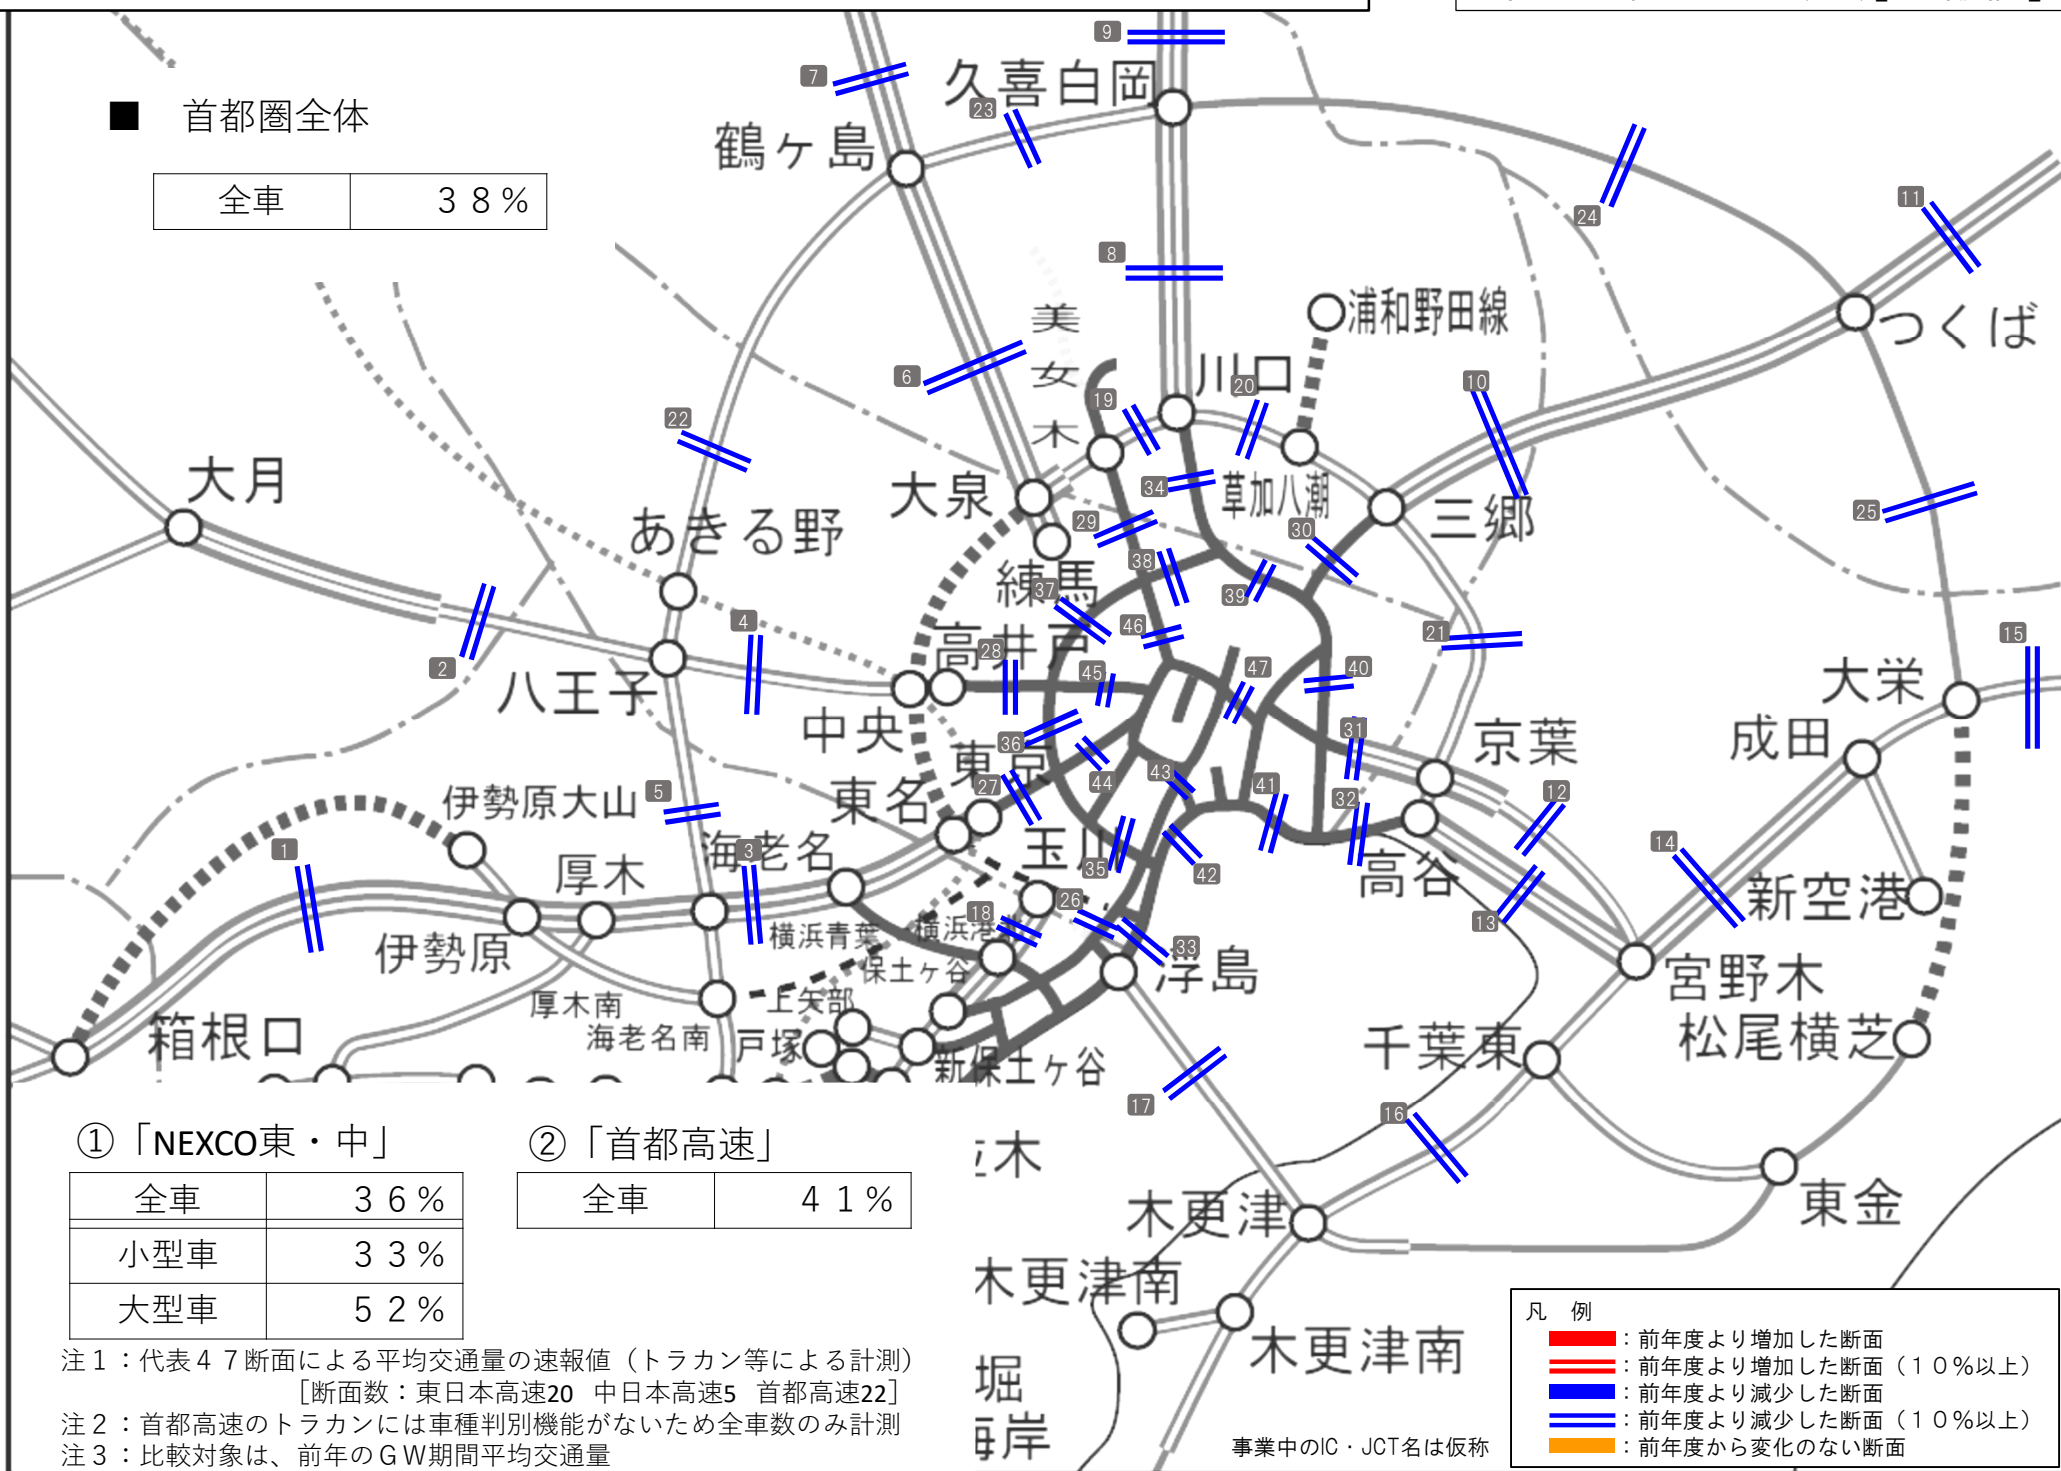 ■ 首都圏全体
全車 38%
9
7
久喜白岡
23
鶴ヶ島
24
11
8
美女木
浦和野田線
つくば
6
川口
20
10
19
22
大月
大泉
34
草加八潮
三郷
25
あきる野
29
30
38
練馬
37
39
2
4
高井戸
28
46
21
15
八王子
45
47
40
大栄
中央
36
31
京葉
成田
東京
44
43
伊勢原大山
5
東名
27
41
32
12
1
海老名
3
玉川
35
42
高谷
14
厚木
新空港
18
26
13
横浜青葉
横浜港
伊勢原
保土ヶ谷
33
浮島
宮野木
厚木南
上矢部
箱根口
海老名南
戸塚
新保土ヶ谷
千葉東
松尾横芝
17
16
①「NEXCO東・中」
全車 36%
小型車 33%
大型車 52%
②「首都高速」
全車 41%
木
木更津
東金
木更津南
木更津南
堀
海岸
注1:代表47断面による平均交通量の速報値（トラカン等による計測）
［断面数：東日本高速20 中日本高速5 首都高速22］
注2：首都高速のトラカンには車種判別機能がないため全車数のみ計測
注3：比較対象は、前年のGW期間平均交通量
事業中のIC・JCT名は仮称
凡 例
：前年度より増加した断面
：前年度より増加した断面（10%以上）
：前年度より減少した断面
：前年度より減少した断面（10%以上）
：前年度から変化のない断面